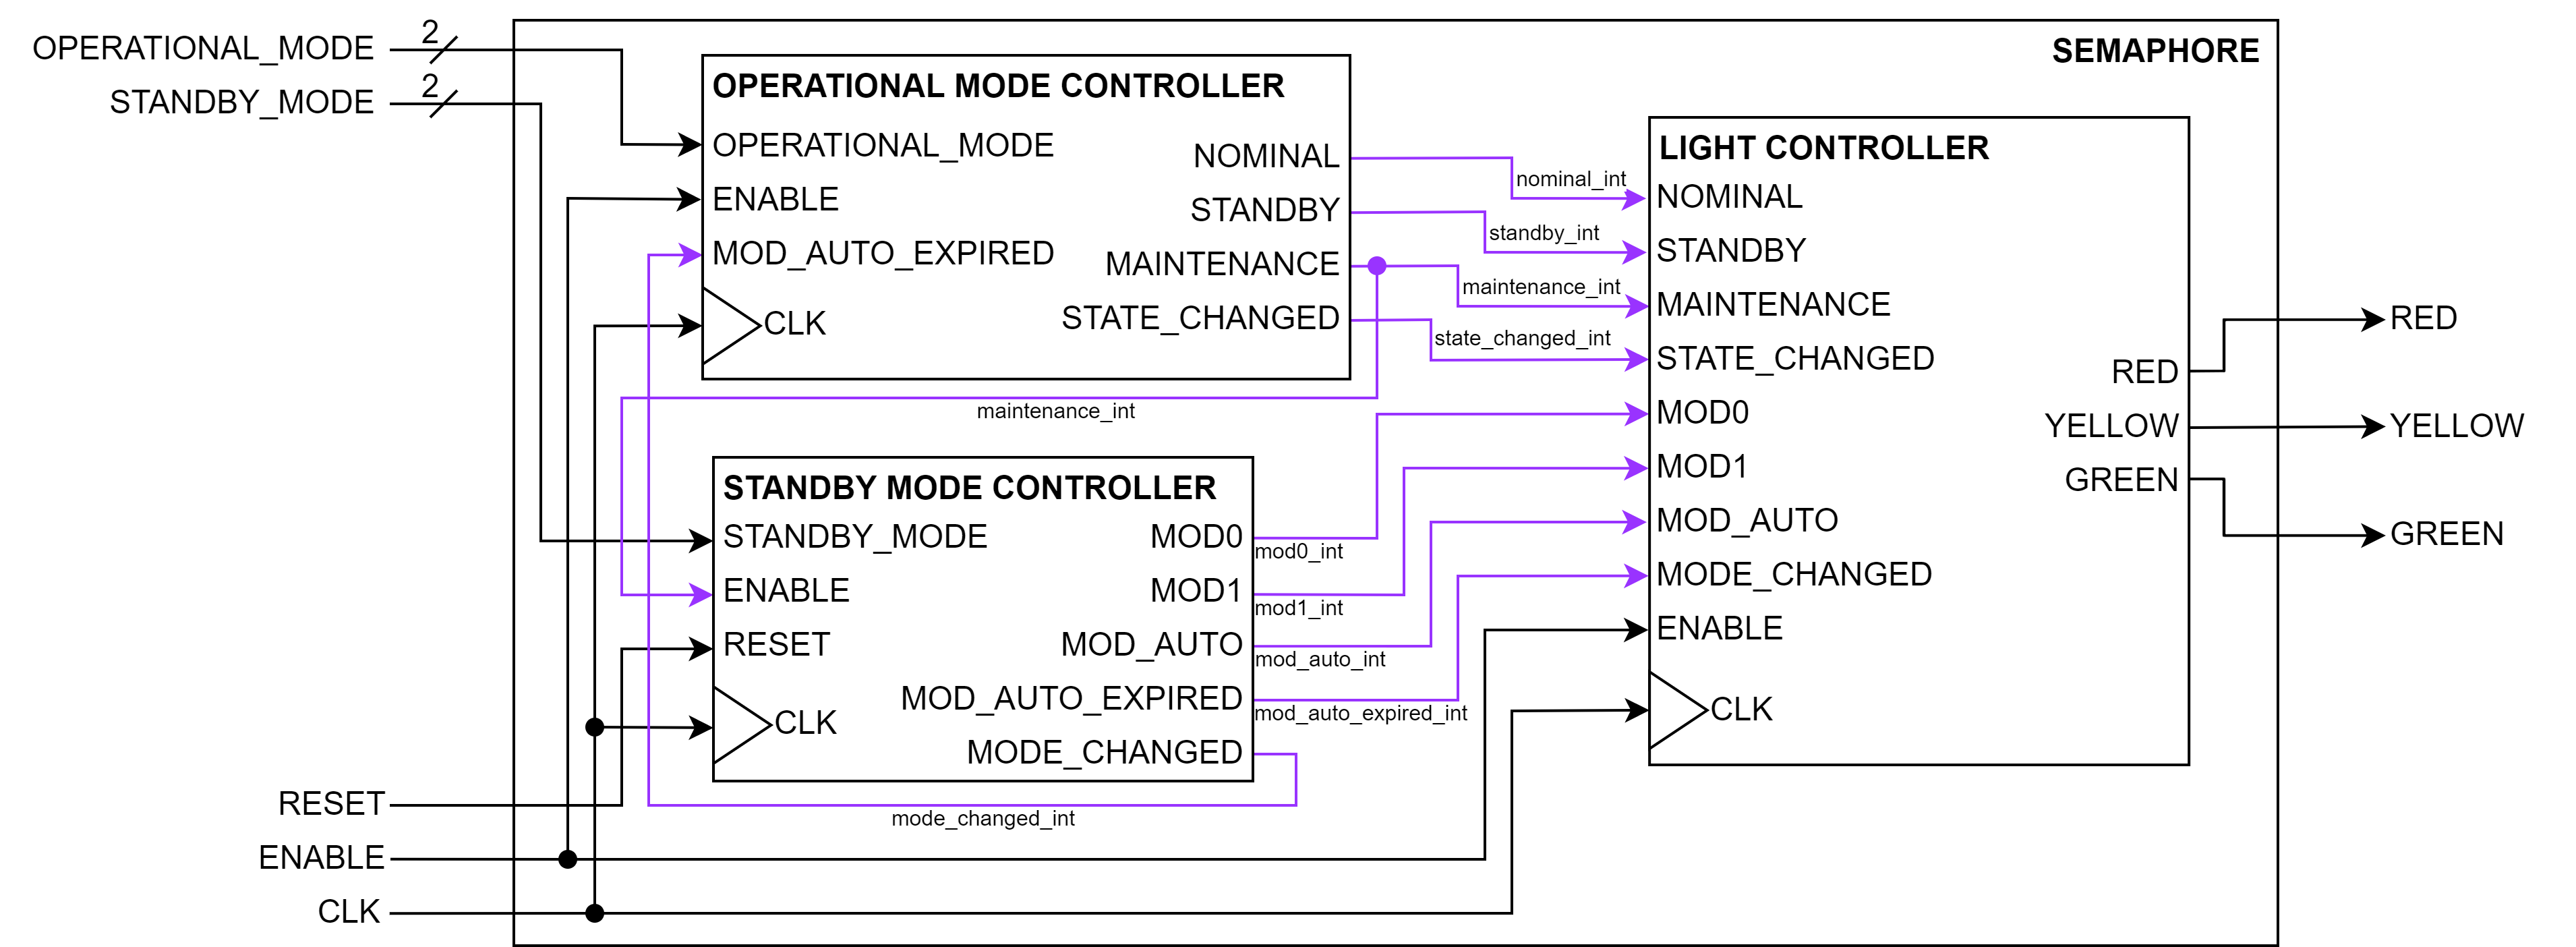 OPERATIONAL_MODE
2
STANDBY_MODE
2
RESET
ENABLE
CLK
SEMAPHORE
OPERATIONAL MODE CONTROLLER
OPERATIONAL_MODE
ENABLE
MOD_AUTO_EXPIRED
CLK
NOMINAL
STANDBY
MAINTENANCE
STATE_CHANGED
nominal_int
standby_int
maintenance_int
state_changed_int
maintenance_int
STANDBY MODE CONTROLLER
STANDBY_MODE
ENABLE
RESET
CLK
MOD0
MOD1
MOD_AUTO
MOD_AUTO_EXPIRED
MODE_CHANGED
mod0_int
mod1_int
mod_auto_int
mod_auto_expired_int
mode_changed_int
LIGHT CONTROLLER
NOMINAL
STANDBY
MAINTENANCE
STATE_CHANGED
MOD0
MOD1
MOD_AUTO
MODE_CHANGED
ENABLE
CLK
RED
YELLOW
GREEN
RED
YELLOW
GREEN